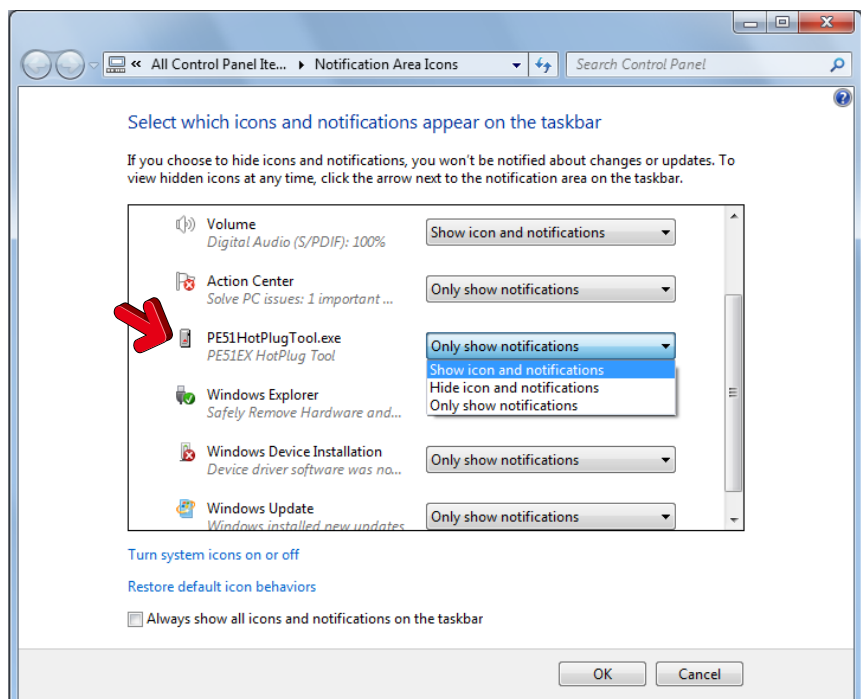 « All Control Panel Ite... Notification Area Icons Search Control Panel
Select which icons and notifications appear on the taskbar
If you choose to hide icons and notifications, you won't be notified about changes or updates. To
view hidden icons at any time, click the arrow next to the notification area on the taskbar.
Volume
Digital Audio (S/PDIF): 100%
Show icon and notifications
Action Center
Solve PC issues: 1 important ...
Only show notifications
PE51HotPlugTool.exe
PE51EX HotPlug Tool
Only show notifications
Show icon and notifications
Hide icon and notifications
Only show notifications
Windows Explorer
Safely Remove Hardware and...
Windows Device Installation
Device driver software was no...
Only show notifications
Windows Update
Windows installed new updates
Only show notifications
Turn system icons on or off
Restore default icon behaviors
Always show all icons and notifications on the taskbar
OK Cancel